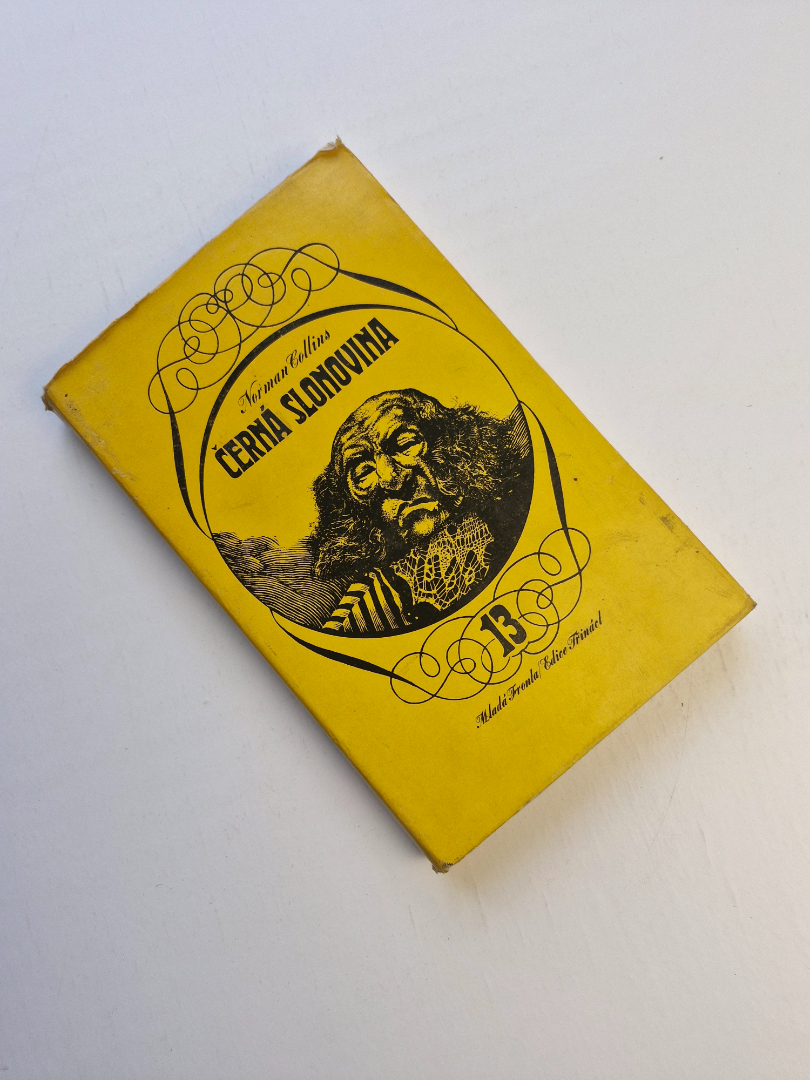 Norman Collins
ČERNÁ SLONOVINA
13
Mladá Fronta/Edice Třináct